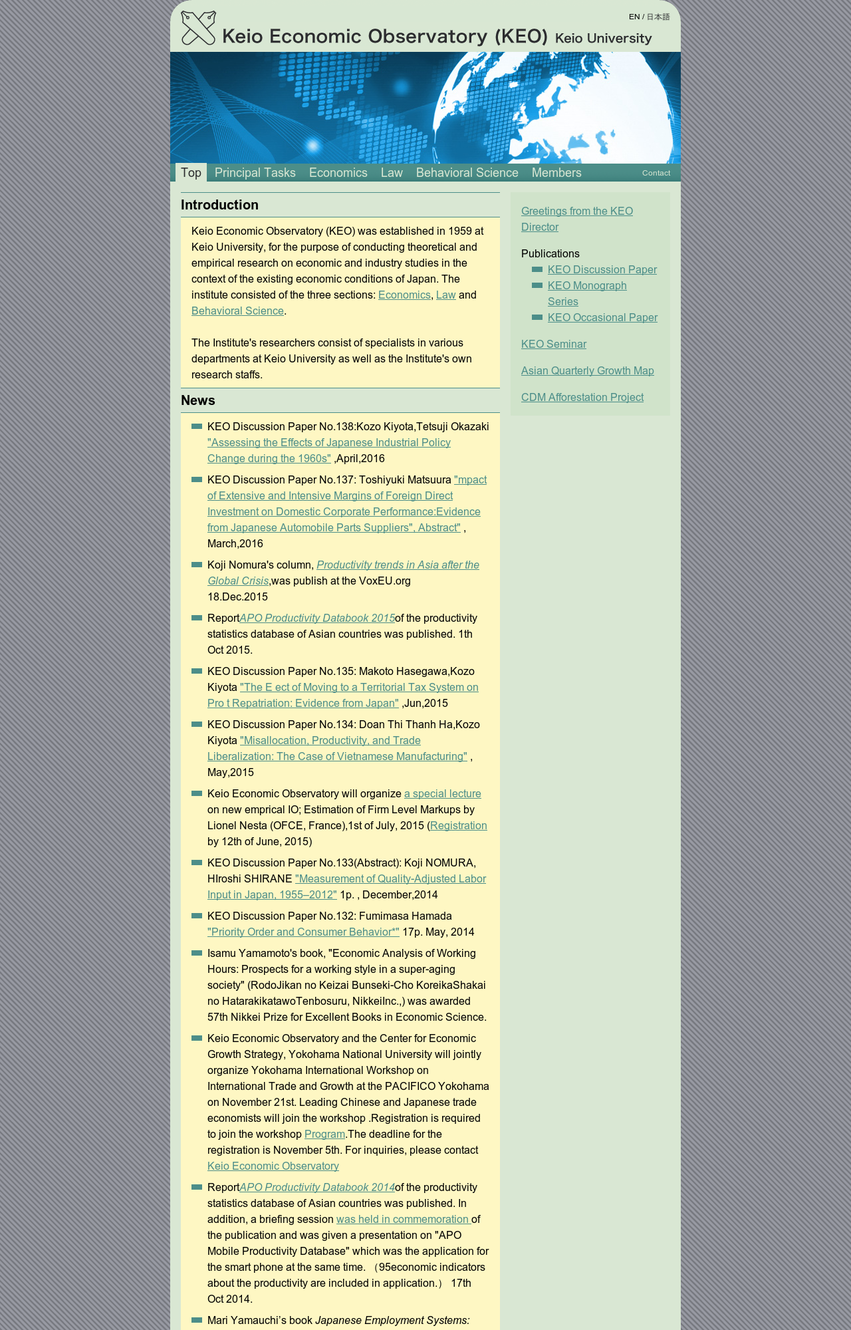 EN / 日本語
Keio Economic Observatory (KEO) Keio University
Top Principal Tasks Economics Law Behavioral Science Members Contact
Introduction
Keio Economic Observatory (KEO) was established in 1959 at
Keio University, for the purpose of conducting theoretical and
empirical research on economic and industry studies in the
context of the existing economic conditions of Japan. The
institute consisted of the three sections: Economics, Law and
Behavioral Science.
The Institute's researchers consist of specialists in various
departments at Keio University as well as the Institute's own
research staffs.
News
KEO Discussion Paper No.138:Kozo Kiyota,Tetsuji Okazaki
"Assessing the Effects of Japanese Industrial Policy
Change during the 1960s" ,April,2016
KEO Discussion Paper No.137: Toshiyuki Matsuura "mpact
of Extensive and Intensive Margins of Foreign Direct
Investment on Domestic Corporate Performance:Evidence
from Japanese Automobile Parts Suppliers", Abstract" ,
March,2016
Koji Nomura's column, Productivity trends in Asia after the
Global Crisis,was publish at the VoxEU.org
18.Dec.2015
ReportAPO Productivity Databook 2015of the productivity
statistics database of Asian countries was published. 1th
Oct 2015.
KEO Discussion Paper No.135: Makoto Hasegawa,Kozo
Kiyota "The E ect of Moving to a Territorial Tax System on
Pro t Repatriation: Evidence from Japan" ,Jun,2015
KEO Discussion Paper No.134: Doan Thi Thanh Ha,Kozo
Kiyota "Misallocation, Productivity, and Trade
Liberalization: The Case of Vietnamese Manufacturing" ,
May,2015
Keio Economic Observatory will organize a special lecture
on new emprical IO; Estimation of Firm Level Markups by
Lionel Nesta (OFCE, France),1st of July, 2015 (Registration
by 12th of June, 2015)
KEO Discussion Paper No.133(Abstract): Koji NOMURA,
HIroshi SHIRANE "Measurement of Quality-Adjusted Labor
Input in Japan, 1955–2012" 1p. , December,2014
KEO Discussion Paper No.132: Fumimasa Hamada
"Priority Order and Consumer Behavior*" 17p. May, 2014
Isamu Yamamoto's book, "Economic Analysis of Working
Hours: Prospects for a working style in a super-aging
society" (RodoJikan no Keizai Bunseki-Cho KoreikaShakai
no HatarakikatawoTenbosuru, NikkeiInc.,) was awarded
57th Nikkei Prize for Excellent Books in Economic Science.
Keio Economic Observatory and the Center for Economic
Growth Strategy, Yokohama National University will jointly
organize Yokohama International Workshop on
International Trade and Growth at the PACIFICO Yokohama
on November 21st. Leading Chinese and Japanese trade
economists will join the workshop .Registration is required
to join the workshop Program.The deadline for the
registration is November 5th. For inquiries, please contact
Keio Economic Observatory
ReportAPO Productivity Databook 2014of the productivity
statistics database of Asian countries was published. In
addition, a briefing session was held in commemoration of
the publication and was given a presentation on "APO
Mobile Productivity Database" which was the application for
the smart phone at the same time. （95economic indicators
about the productivity are included in application.） 17th
Oct 2014.
Mari Yamauchi's book Japanese Employment Systems:
Greetings from the KEO
Director
Publications
KEO Discussion Paper
KEO Monograph
Series
KEO Occasional Paper
KEO Seminar
Asian Quarterly Growth Map
CDM Afforestation Project